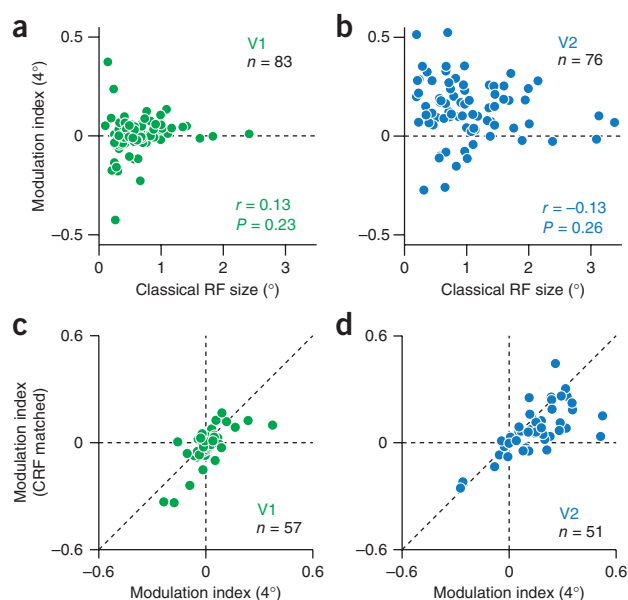 a
V1
n = 83
Modulation index (4°)
0.5
0
–0.5
r = 0.13
P = 0.23
0 1 2 3
Classical RF size (°)
b
V2
n = 76
0.5
0
–0.5
r = –0.13
P = 0.26
0 1 2 3
Classical RF size (°)
c
Modulation index
(CRF matched)
0.6
0
–0.6
V1
n = 57
–0.6 0 0.6
Modulation index (4°)
d
0.6
0
–0.6
V2
n = 51
–0.6 0 0.6
Modulation index (4°)